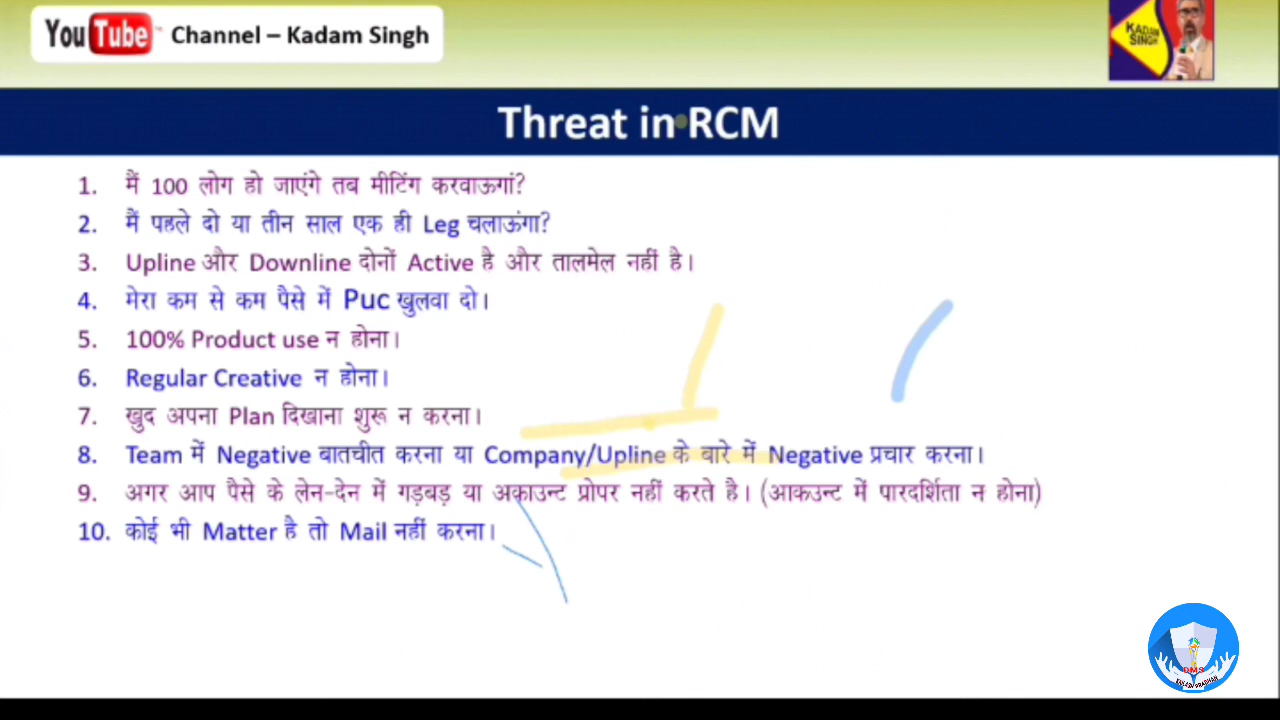 YouTube Channel – Kadam Singh
KADAM
SINGH
Threat in RCM
1. मैं 100 लोग हो जाएंगे तब मीटिंग करवाऊगां?
2. मैं पहले दो या तीन साल एक ही Leg चलाऊंगा?
3. Upline और Downline दोनों Active है और तालमेल नहीं है।
4. मेरा कम से कम पैसे में Puc खुलवा दो।
5. 100% Product use न होना।
6. Regular Creative न होना।
7. खुद अपना Plan दिखाना शुरू न करना।
8. Team में Negative बातचीत करना या Company/Upline के बारे में Negative प्रचार करना।
9. अगर आप पैसे के लेन-देन में गड़बड़ या अकाउन्ट प्रोपर नहीं करते है। (आकउन्ट में पारदर्शिता न होना)
10. कोई भी Matter है तो Mail नहीं करना।